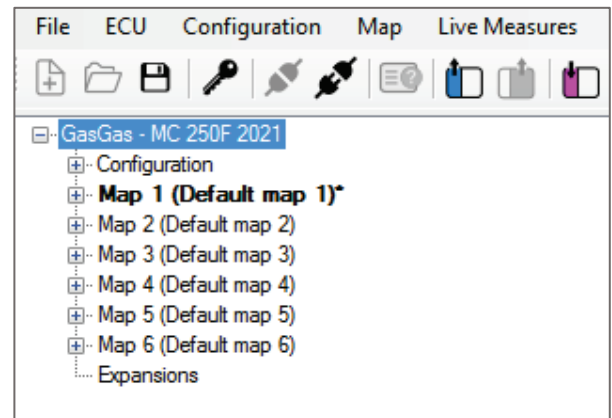 File ECU Configuration Map Live Measures
GasGas - MC 250F 2021
Configuration
Map 1 (Default map 1)*
Map 2 (Default map 2)
Map 3 (Default map 3)
Map 4 (Default map 4)
Map 5 (Default map 5)
Map 6 (Default map 6)
Expansions